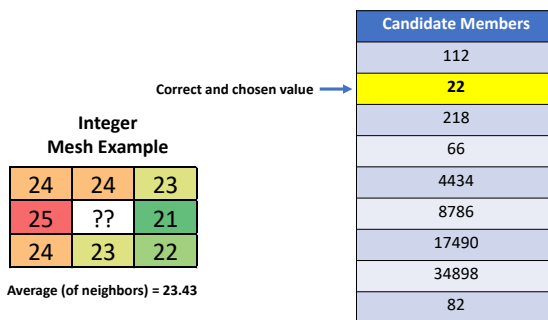 Candidate Members
112
Correct and chosen value
22
218
Integer
Mesh Example
66
24 24 23
4434
25 ?? 21
8786
24 23 22
17490
Average (of neighbors) = 23.43
34898
82